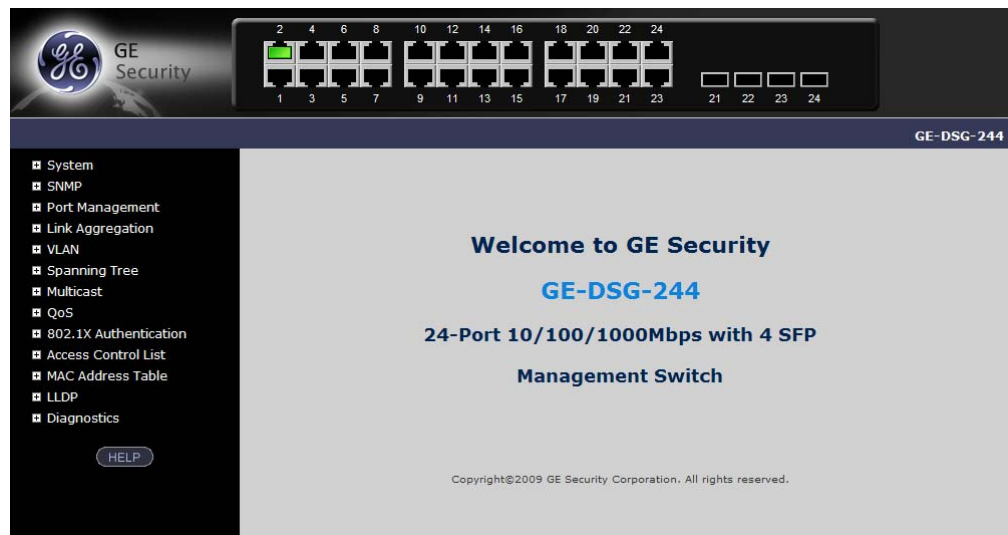 GE
Security
2 4 6 8 10 12 14 16 18 20 22 24
1 3 5 7 9 11 13 15 17 19 21 23 21 22 23 24
GE-DSG-244
System
SNMP
Port Management
Link Aggregation
VLAN
Spanning Tree
Multicast
QoS
802.1X Authentication
Access Control List
MAC Address Table
LLDP
Diagnostics
HELP
Welcome to GE Security
GE-DSG-244
24-Port 10/100/1000Mbps with 4 SFP
Management Switch
Copyright©2009 GE Security Corporation. All rights reserved.